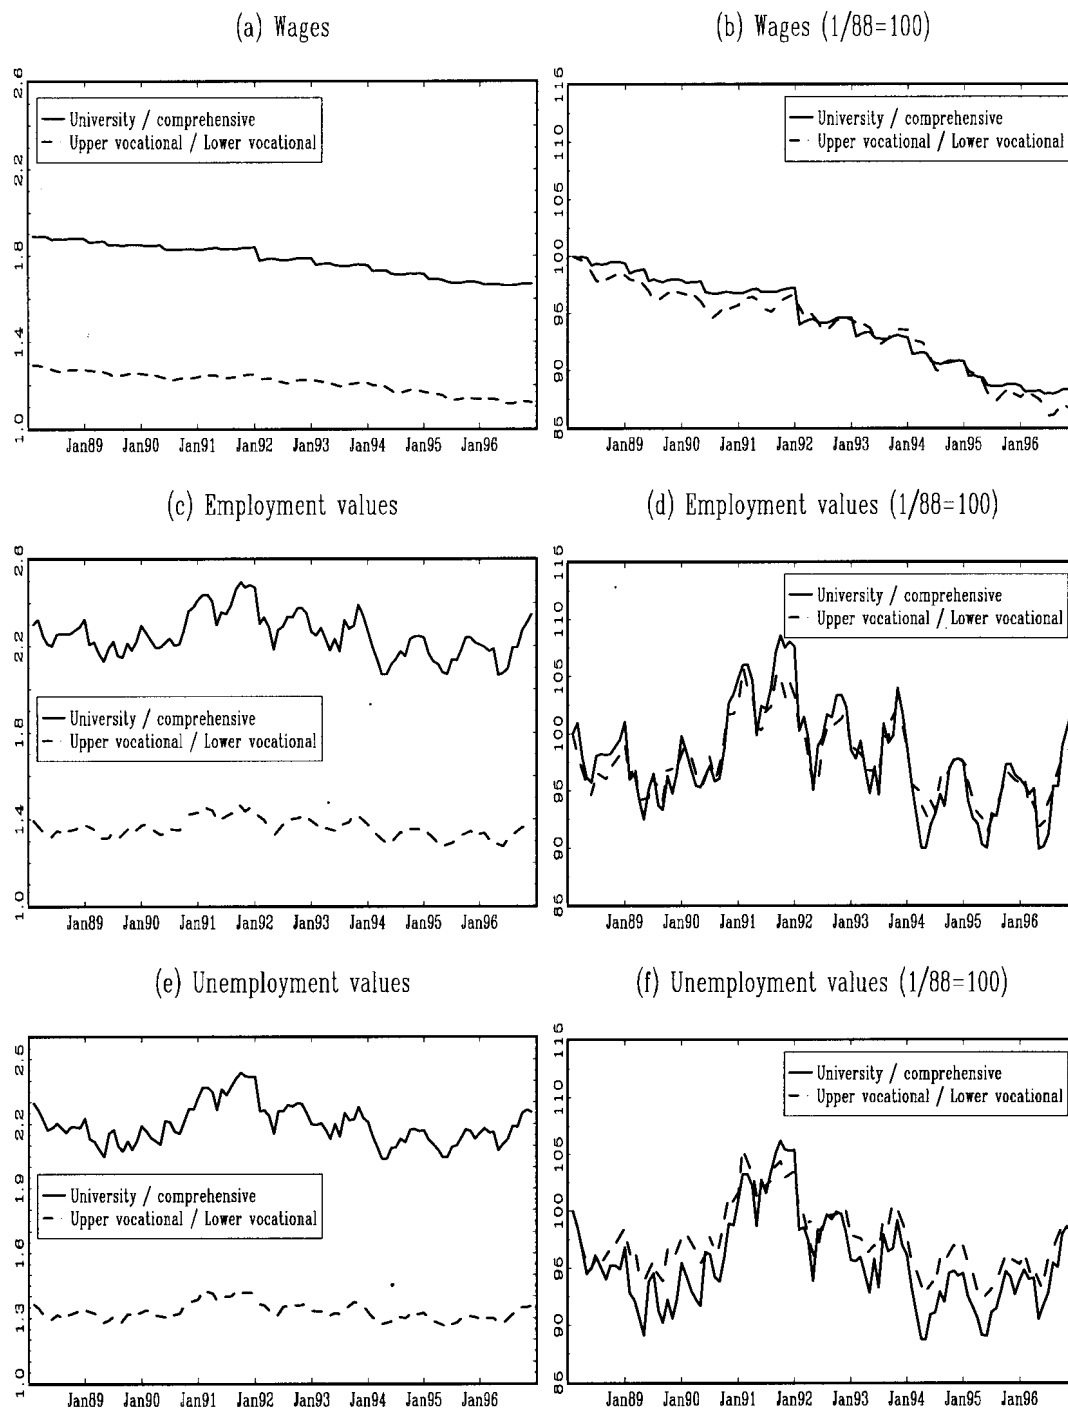 (a) Wages
2.6
2.2
1.8
1.4
1.0
University / comprehensive
Upper vocational / Lower vocational
Jan89 Jan90 Jan91 Jan92 Jan93 Jan94 Jan95 Jan96
(b) Wages (1/88=100)
115
110
105
100
95
90
85
University / comprehensive
Upper vocational / Lower vocational
Jan89 Jan90 Jan91 Jan92 Jan93 Jan94 Jan95 Jan96
(c) Employment values
2.6
2.2
1.8
1.4
1.0
University / comprehensive
Upper vocational / Lower vocational
Jan89 Jan90 Jan91 Jan92 Jan93 Jan94 Jan95 Jan96
(d) Employment values (1/88=100)
115
110
105
100
95
90
85
University / comprehensive
Upper vocational / Lower vocational
Jan89 Jan90 Jan91 Jan92 Jan93 Jan94 Jan95 Jan96
(e) Unemployment values
2.5
2.2
1.9
1.6
1.3
1.0
University / comprehensive
Upper vocational / Lower vocational
Jan89 Jan90 Jan91 Jan92 Jan93 Jan94 Jan95 Jan96
(f) Unemployment values (1/88=100)
115
110
105
100
95
90
85
University / comprehensive
Upper vocational / Lower vocational
Jan89 Jan90 Jan91 Jan92 Jan93 Jan94 Jan95 Jan96